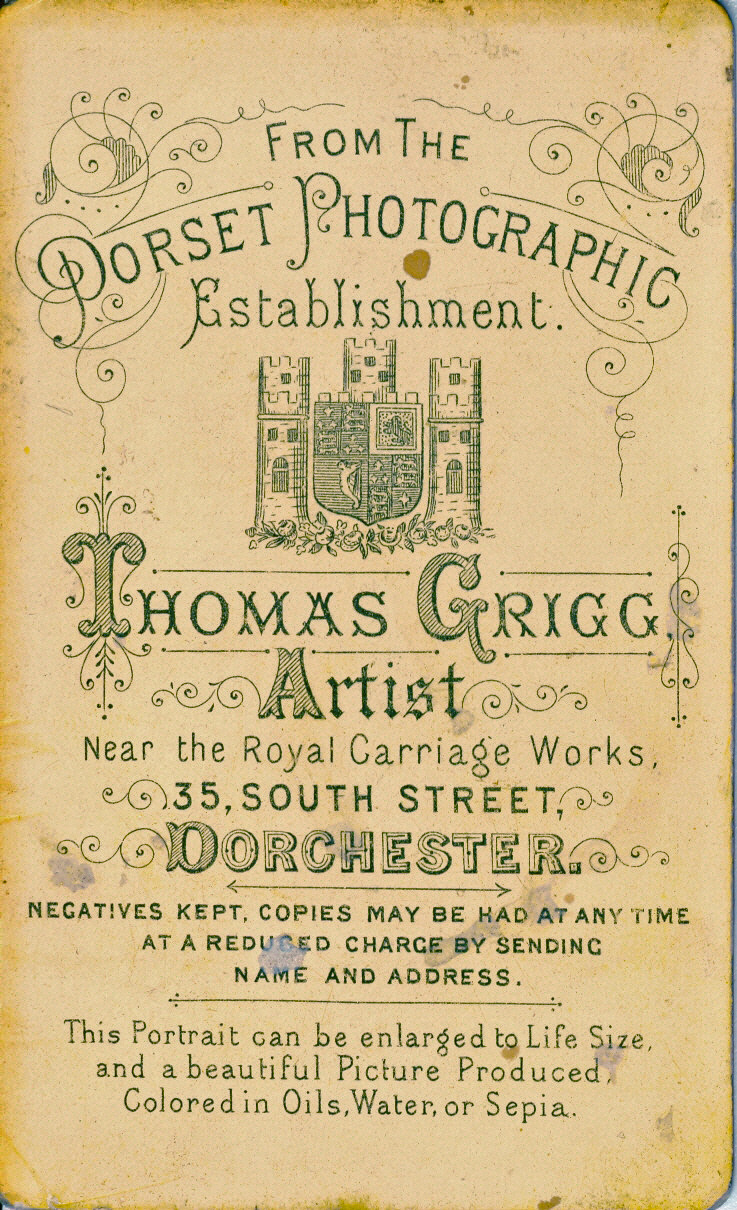 FROM THE
DORSET PHOTOGRAPHIC
Establishment.
THOMAS GRIGG,
Artist
Near the Royal Carriage Works,
35, SOUTH STREET,
DORCHESTER.
NEGATIVES KEPT, COPIES MAY BE HAD AT ANY TIME
AT A REDUCED CHARGE BY SENDING
NAME AND ADDRESS.
This Portrait can be enlarged to Life Size,
and a beautiful Picture Produced,
Colored in Oils, Water, or Sepia.